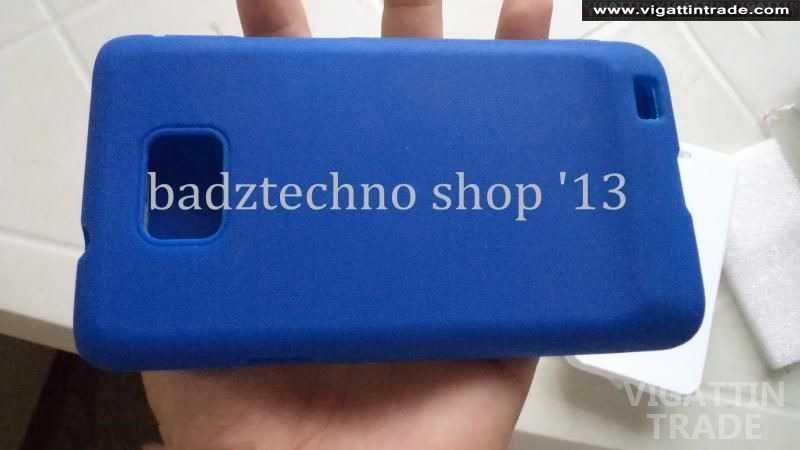 www.vigattintrade.com
badztechno shop '13
VIGATTIN
TRADE